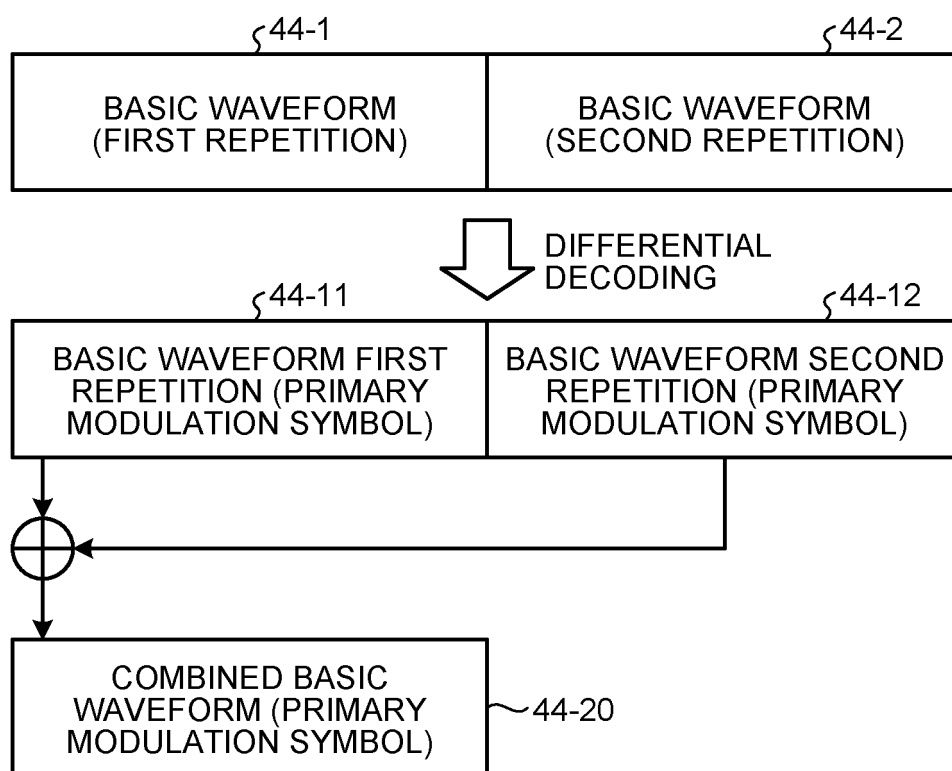 44-1
44-2
BASIC WAVEFORM
(FIRST REPETITION)
BASIC WAVEFORM
(SECOND REPETITION)
DIFFERENTIAL
DECODING
44-11
44-12
BASIC WAVEFORM FIRST
REPETITION (PRIMARY
MODULATION SYMBOL)
BASIC WAVEFORM SECOND
REPETITION (PRIMARY
MODULATION SYMBOL)
COMBINED BASIC
WAVEFORM (PRIMARY
MODULATION SYMBOL)
44-20